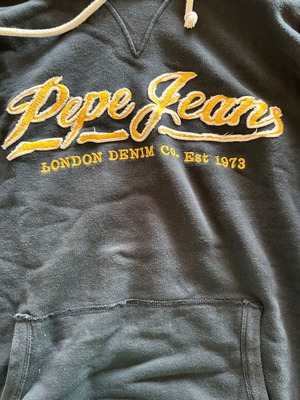 Pepe Jeans
LONDON DENIM Co. Est 1973